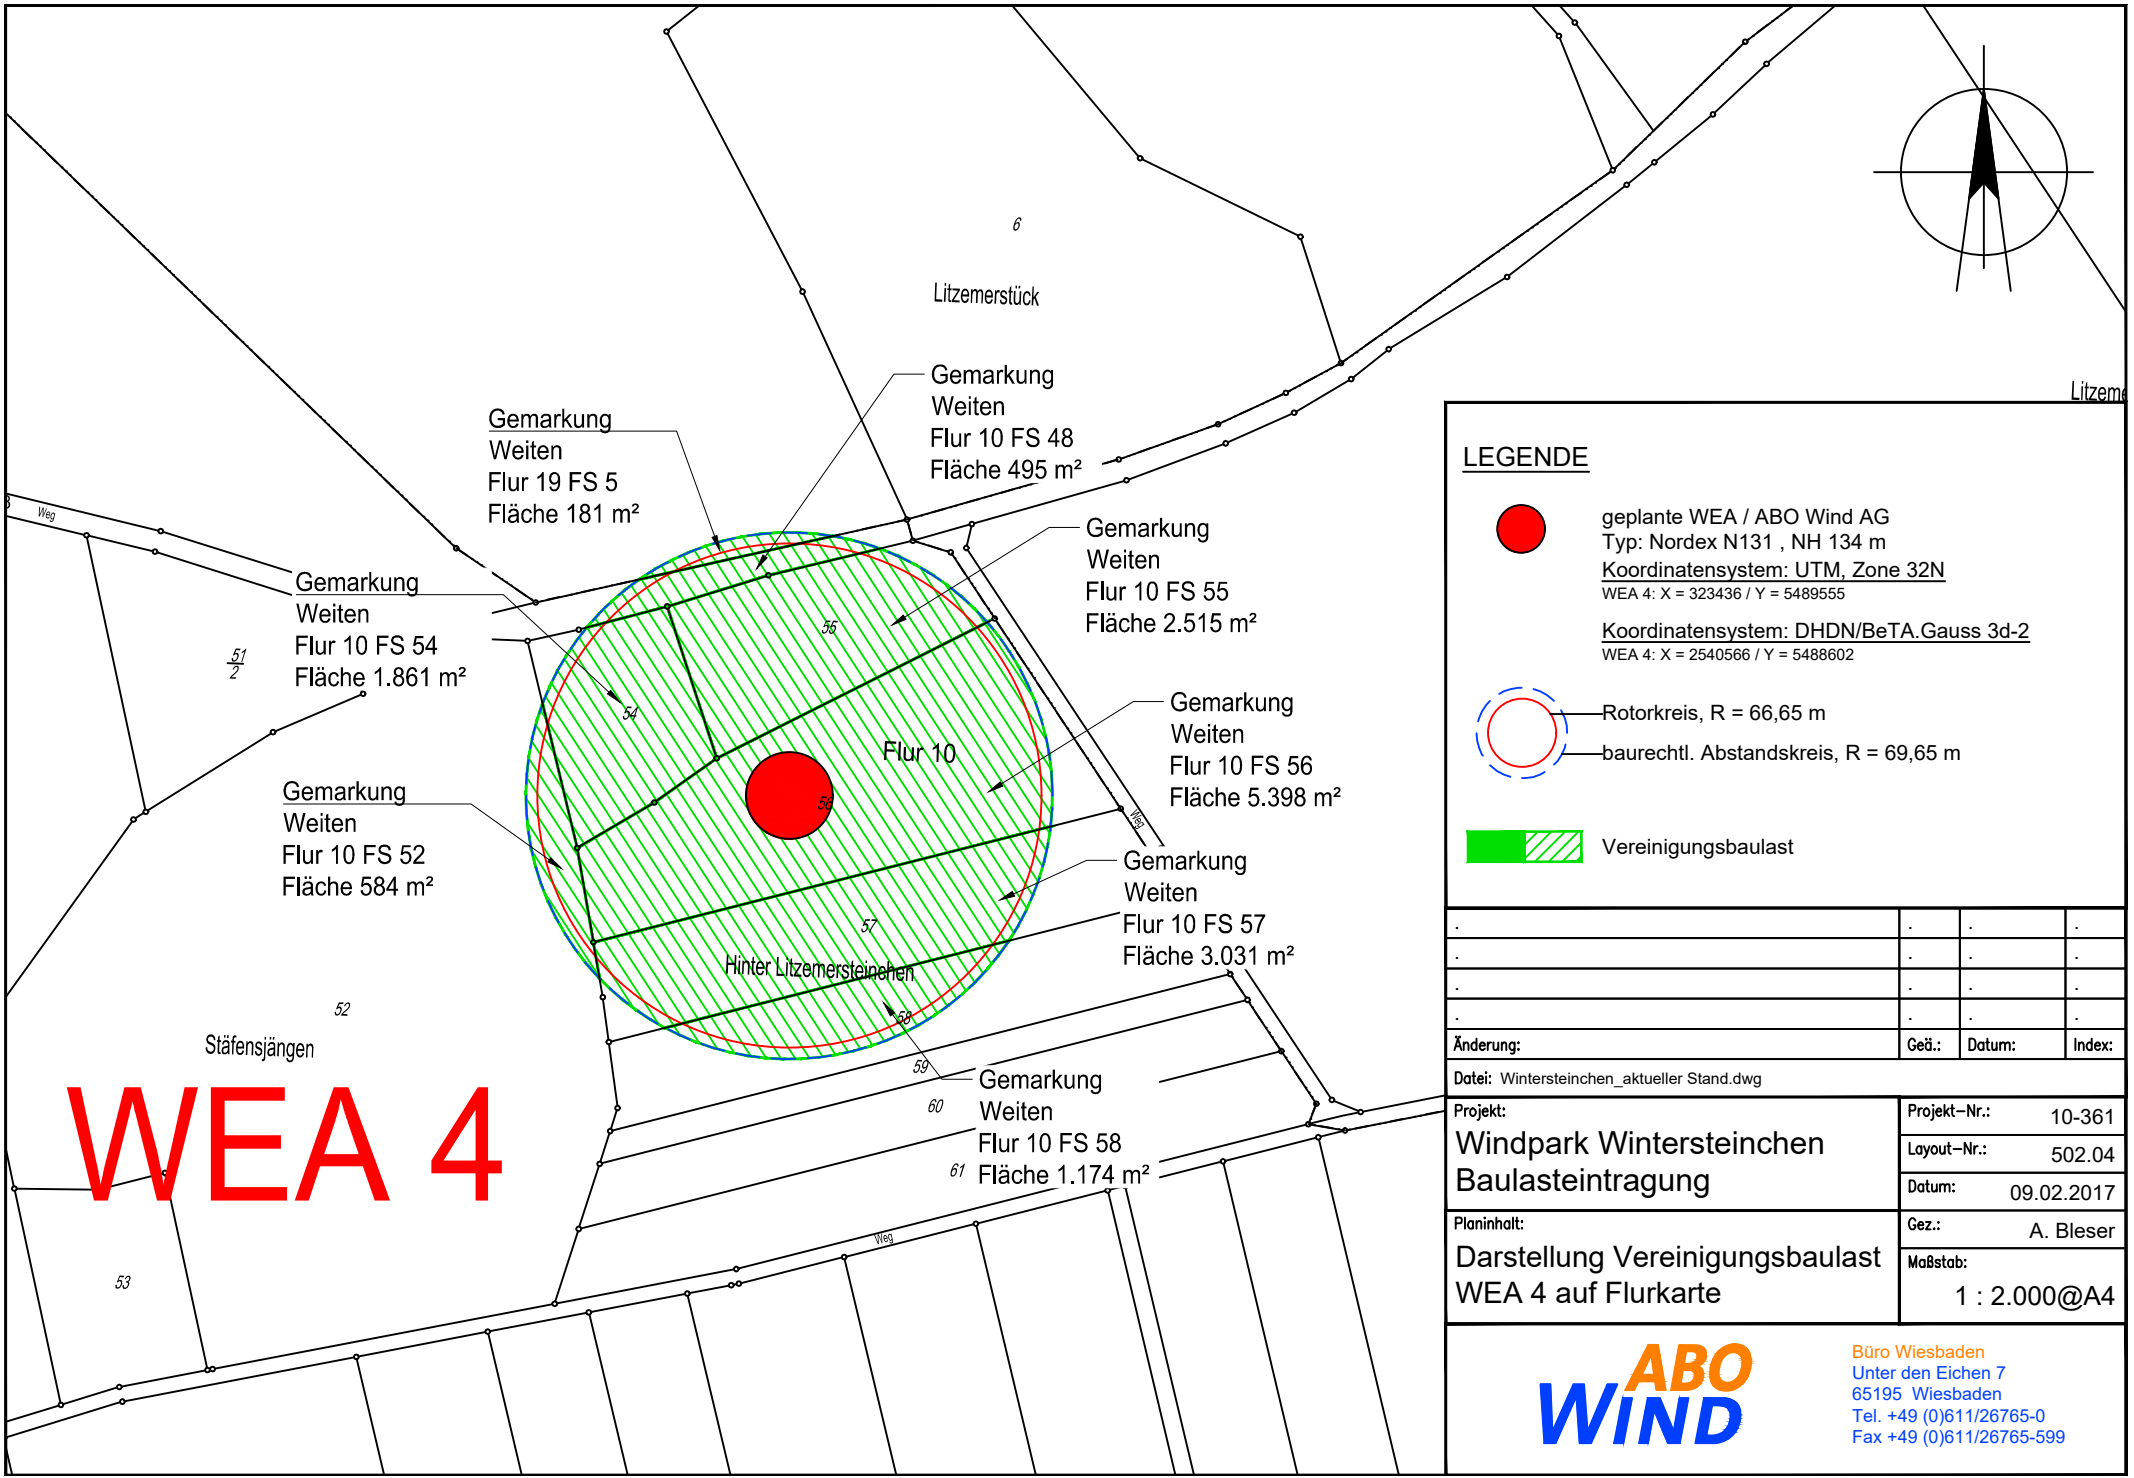 6
Litzemerstück
Gemarkung
Weiten
Flur 10 FS 48
Fläche 495 m²
Gemarkung
Weiten
Flur 19 FS 5
Fläche 181 m²
Weg
Gemarkung
Weiten
Flur 10 FS 55
Fläche 2.515 m²
Gemarkung
Weiten
Flur 10 FS 54
Fläche 1.861 m²
51
2
55
54
Gemarkung
Weiten
Flur 10 FS 56
Fläche 5.398 m²
Flur 10
56
Gemarkung
Weiten
Flur 10 FS 52
Fläche 584 m²
Weg
Gemarkung
Weiten
Flur 10 FS 57
Fläche 3.031 m²
57
Hinter Litzemersteinchen
58
52
Stäfensjängen
WEA 4
59
60
61
Gemarkung
Weiten
Flur 10 FS 58
Fläche 1.174 m²
Weg
53
Litzeme
LEGENDE
geplante WEA / ABO Wind AG
Typ: Nordex N131 , NH 134 m
Koordinatensystem: UTM, Zone 32N
WEA 4: X = 323436 / Y = 5489555
Koordinatensystem: DHDN/BeTA.Gauss 3d-2
WEA 4: X = 2540566 / Y = 5488602
Rotorkreis, R = 66,65 m
baurechtl. Abstandskreis, R = 69,65 m
Vereinigungsbaulast
. . . .
. . . .
. . . .
. . . .
Änderung: Geä.: Datum: Index:
Datei: Wintersteinchen_aktueller Stand.dwg
Projekt:
Windpark Wintersteinchen
Baulasteintragung
Projekt-Nr.: 10-361
Layout-Nr.: 502.04
Datum: 09.02.2017
Planinhalt:
Darstellung Vereinigungsbaulast
WEA 4 auf Flurkarte
Gez.: A. Bleser
Maßstab:
1 : 2.000@A4
ABO
WIND
Büro Wiesbaden
Unter den Eichen 7
65195 Wiesbaden
Tel. +49 (0)611/26765-0
Fax +49 (0)611/26765-599